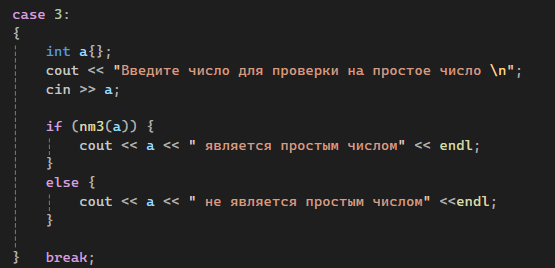 case 3:
{
    int a{};
    cout << "Введите число для проверки на простое число \n";
    cin >> a;

    if (nm3(a)) {
        cout << a << " является простым числом" << endl;
    }
    else {
        cout << a << " не является простым числом" <<endl;
    }

}   break;